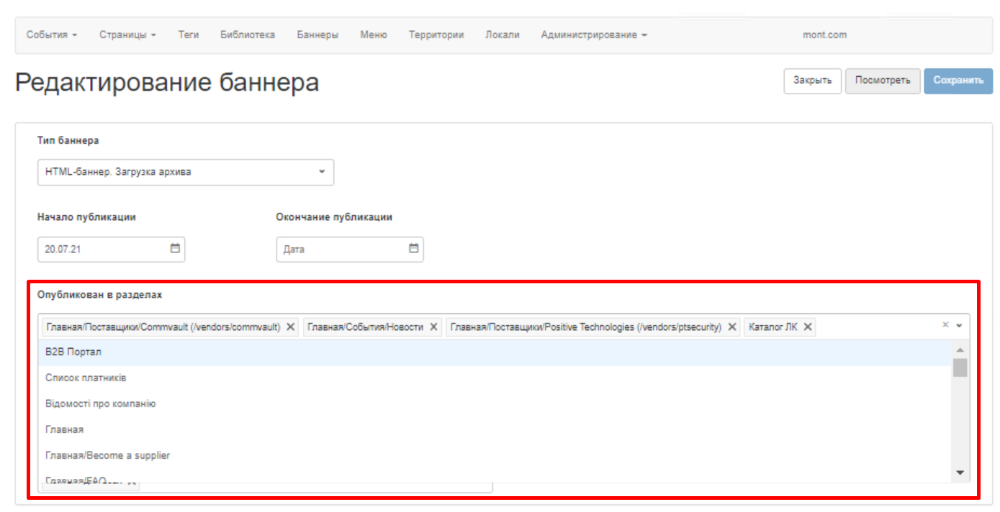 События Страницы Теги Библиотека Баннеры Меню Территории Локали Администрирование mont.com
Редактирование баннера Закрыть Посмотреть Сохранить
Тип баннера
HTML-баннер. Загрузка архива
Начало публикации Окончание публикации
20.07.21 Дата
Опубликован в разделах
Главная/Поставщики/Commvault (/vendors/commvault) Главная/События/Новости Главная/Поставщики/Positive Technologies (/vendors/ptsecurity) Каталог ЛК
B2B Портал
Список платників
Відомості про компанію
Главная
Главная/Become a supplier
Главная/FAQ